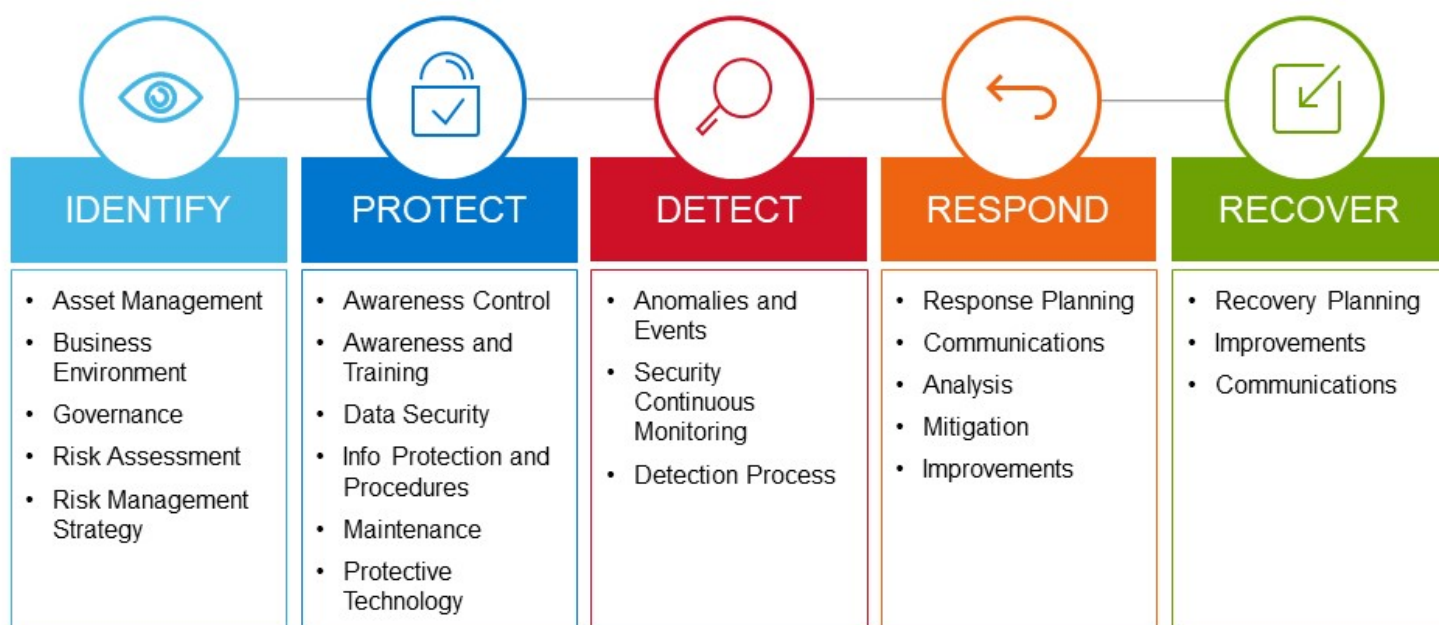 IDENTIFY
• Asset Management
• Business
Environment
• Governance
• Risk Assessment
• Risk Management
Strategy
PROTECT
• Awareness Control
• Awareness and
Training
• Data Security
• Info Protection and
Procedures
• Maintenance
• Protective
Technology
DETECT
• Anomalies and
Events
• Security
Continuous
Monitoring
• Detection Process
RESPOND
• Response Planning
• Communications
• Analysis
• Mitigation
• Improvements
RECOVER
• Recovery Planning
• Improvements
• Communications